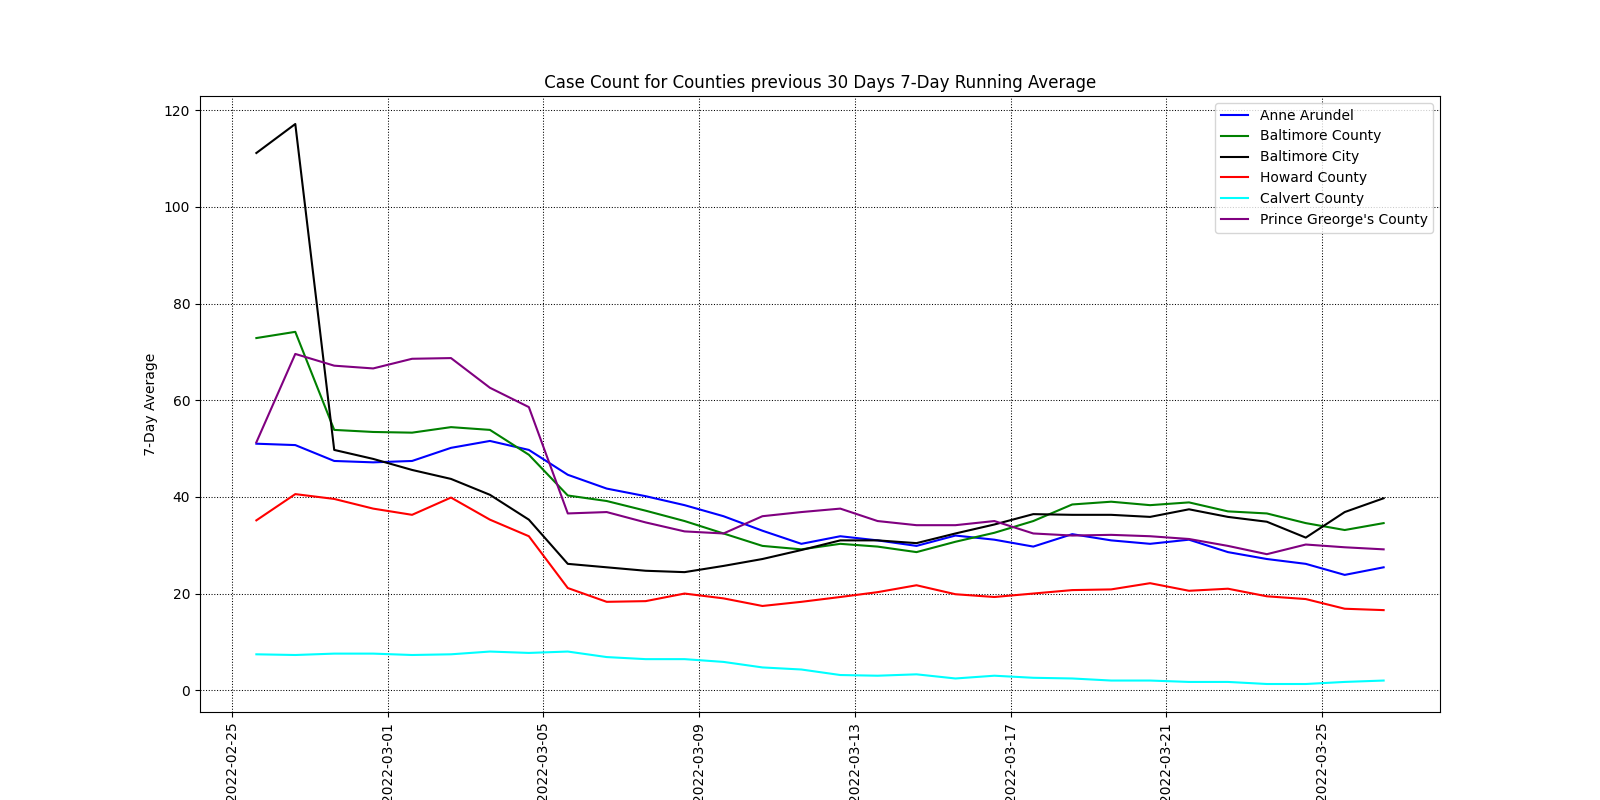 Case Count for Counties previous 30 Days 7-Day Running Average
120
100
80
60
40
20
0
7-Day Average
Anne Arundel
Baltimore County
Baltimore City
Howard County
Calvert County
Prince Greorge's County
2022-02-25
2022-03-01
2022-03-05
2022-03-09
2022-03-13
2022-03-17
2022-03-21
2022-03-25